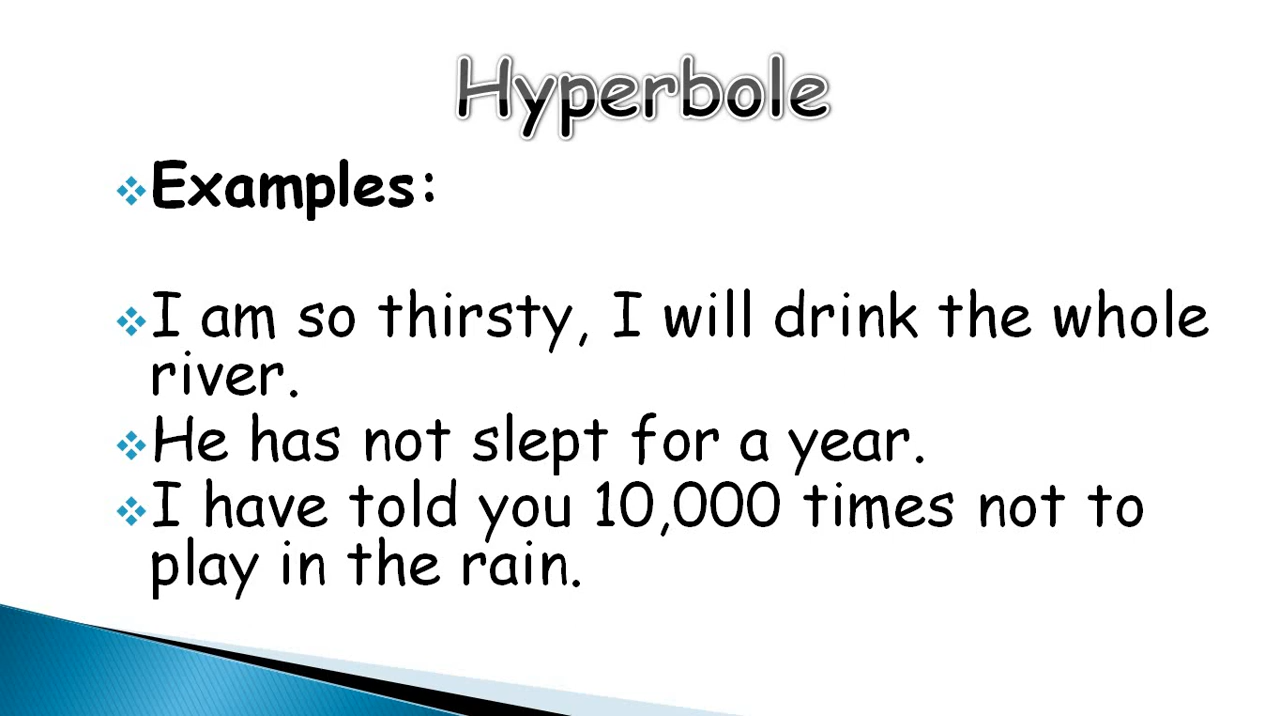 Hyperbole
Examples:
I am so thirsty, I will drink the whole
river.
He has not slept for a year.
I have told you 10,000 times not to
play in the rain.